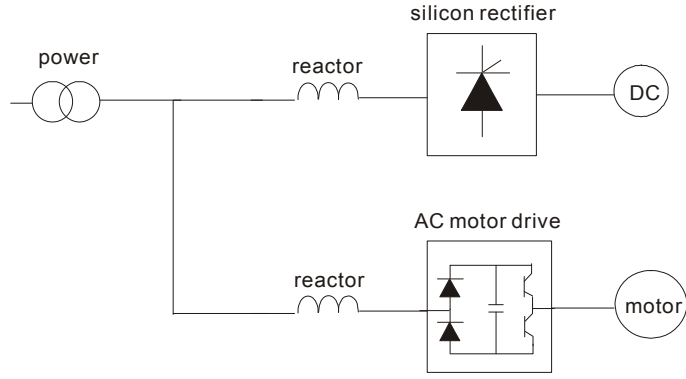 silicon rectifier
power
reactor
DC
AC motor drive
reactor
motor